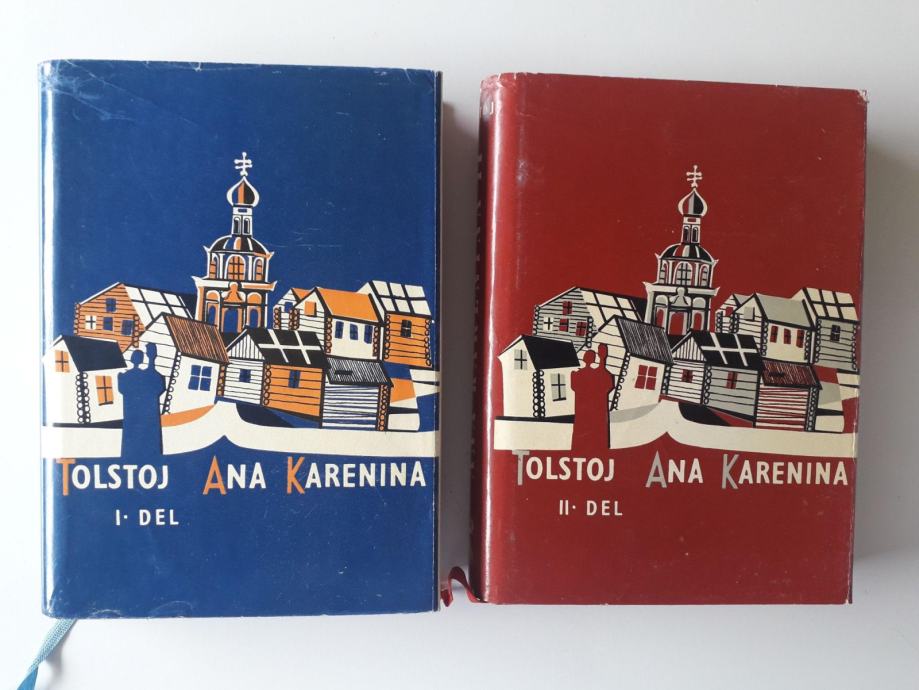 TOLSTOJ ANA KARENINA
I. DEL
TOLSTOJ ANA KARENINA
II. DEL